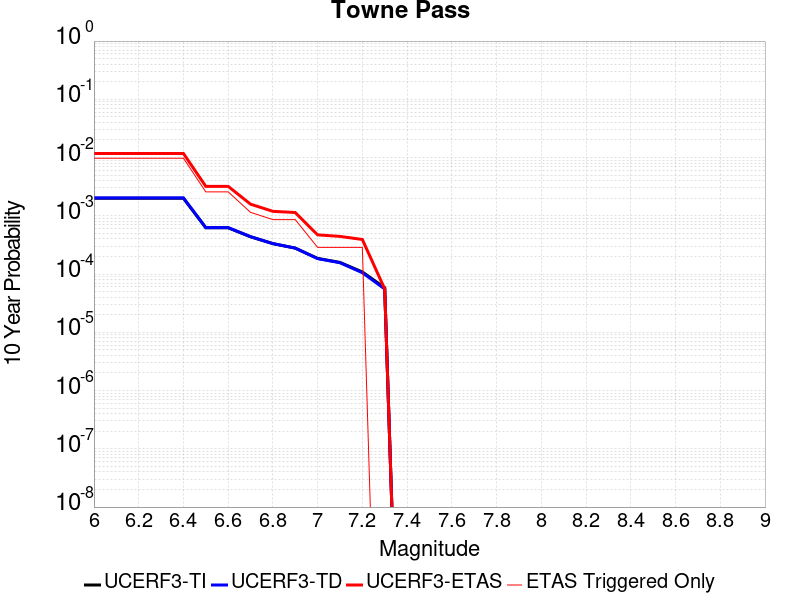 Towne Pass
10 0
10 -1
10 -2
10 -3
10 -4
10 -5
10 -6
10 -7
10 -8
10 Year Probability
6 6.2 6.4 6.6 6.8 7 7.2 7.4 7.6 7.8 8 8.2 8.4 8.6 8.8 9
Magnitude
UCERF3-TI UCERF3-TD UCERF3-ETAS ETAS Triggered Only